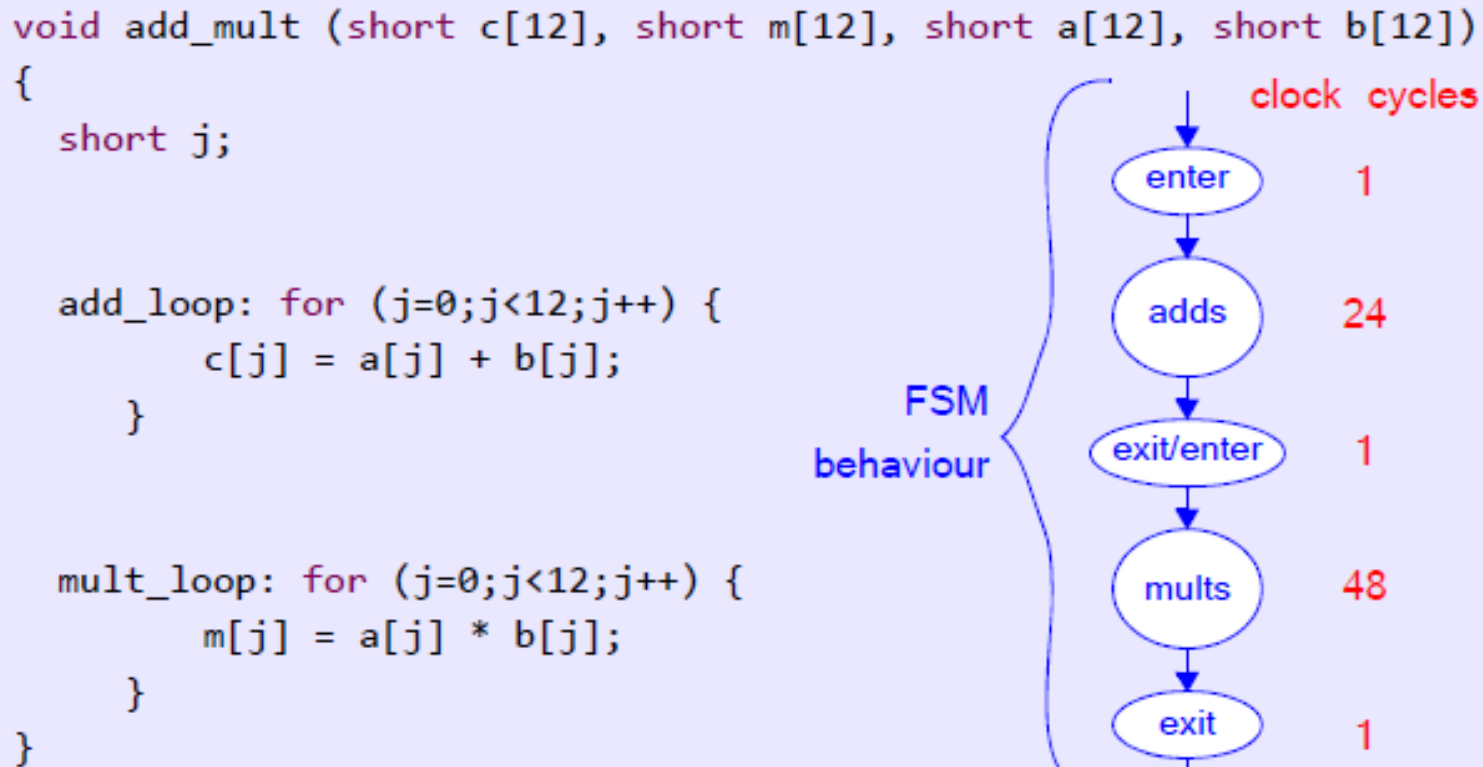 void add_mult (short c[12], short m[12], short a[12], short b[12])
{
short j;
add_loop: for (j=0;j<12;j++) {
c[j] = a[j] + b[j];
}
mult_loop: for (j=0;j<12;j++) {
m[j] = a[j] * b[j];
}
}
FSM
behaviour
clock cycles
enter 1
adds 24
exit/enter 1
mults 48
exit 1